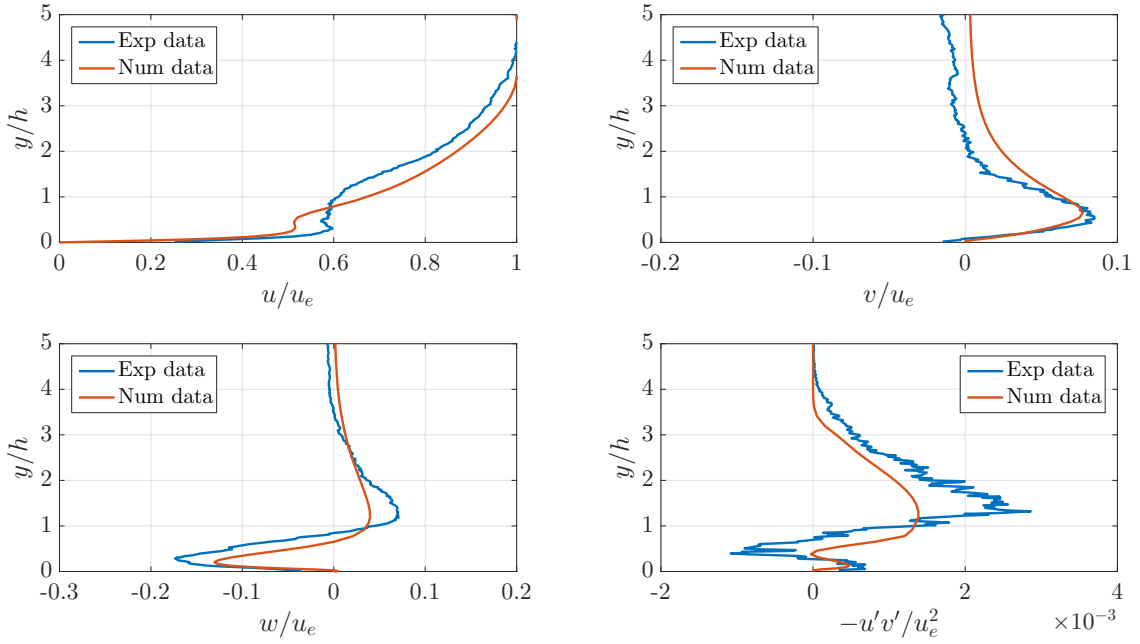 5
4
3
2
1
0
y/h
Exp data
Num data
0 0.2 0.4 0.6 0.8 1
u/u_e
5
4
3
2
1
0
y/h
Exp data
Num data
-0.2 -0.1 0 0.1
v/u_e
5
4
3
2
1
0
y/h
Exp data
Num data
-0.3 -0.2 -0.1 0 0.1 0.2
w/u_e
5
4
3
2
1
0
y/h
Exp data
Num data
-2 0 2 4
−u′v′/u_e^2 ×10^-3